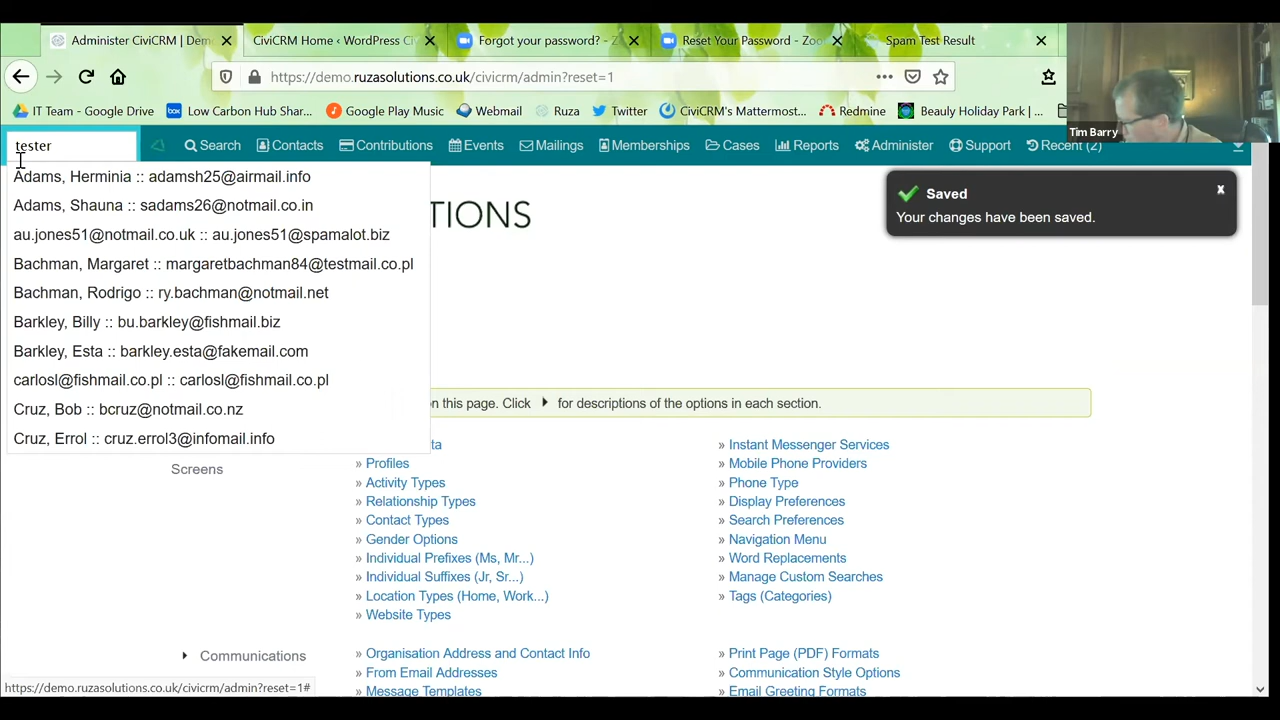 Administer CiviCRM | Dem
CiviCRM Home ‹ WordPress Ci
Forgot your password? - Z
Reset Your Password - Zoo
Spam Test Result
https://demo.ruzasolutions.co.uk/civicrm/admin?reset=1
IT Team - Google Drive
Low Carbon Hub Shar...
Google Play Music
Webmail
Ruza
Twitter
CiviCRM's Mattermost...
Redmine
Beauly Holiday Park |...
Tim Barry
tester
Search
Contacts
Contributions
Events
Mailings
Memberships
Cases
Reports
Administer
Support
Recent (2)
Adams, Herminia :: adamsh25@airmail.info
Adams, Shauna :: sadams26@notmail.co.in
au.jones51@notmail.co.uk :: au.jones51@spamalot.biz
Bachman, Margaret :: margaretbachman84@testmail.co.pl
Bachman, Rodrigo :: ry.bachman@notmail.net
Barkley, Billy :: bu.barkley@fishmail.biz
Barkley, Esta :: barkley.esta@fakemail.com
carlosl@fishmail.co.pl :: carlosl@fishmail.co.pl
Cruz, Bob :: bcruz@notmail.co.nz
Cruz, Errol :: cruz.errol3@infomail.info
TIONS
Saved
x
Your changes have been saved.
on this page. Click
for descriptions of the options in each section.
Screens
ta
» Profiles
» Activity Types
» Relationship Types
» Contact Types
» Gender Options
» Individual Prefixes (Ms, Mr...)
» Individual Suffixes (Jr, Sr...)
» Location Types (Home, Work...)
» Website Types
» Instant Messenger Services
» Mobile Phone Providers
» Phone Type
» Display Preferences
» Search Preferences
» Navigation Menu
» Word Replacements
» Manage Custom Searches
» Tags (Categories)
Communications
» Organisation Address and Contact Info
» From Email Addresses
» Message Templates
» Print Page (PDF) Formats
» Communication Style Options
» Email Greeting Formats
https://demo.ruzasolutions.co.uk/civicrm/admin?reset=1#